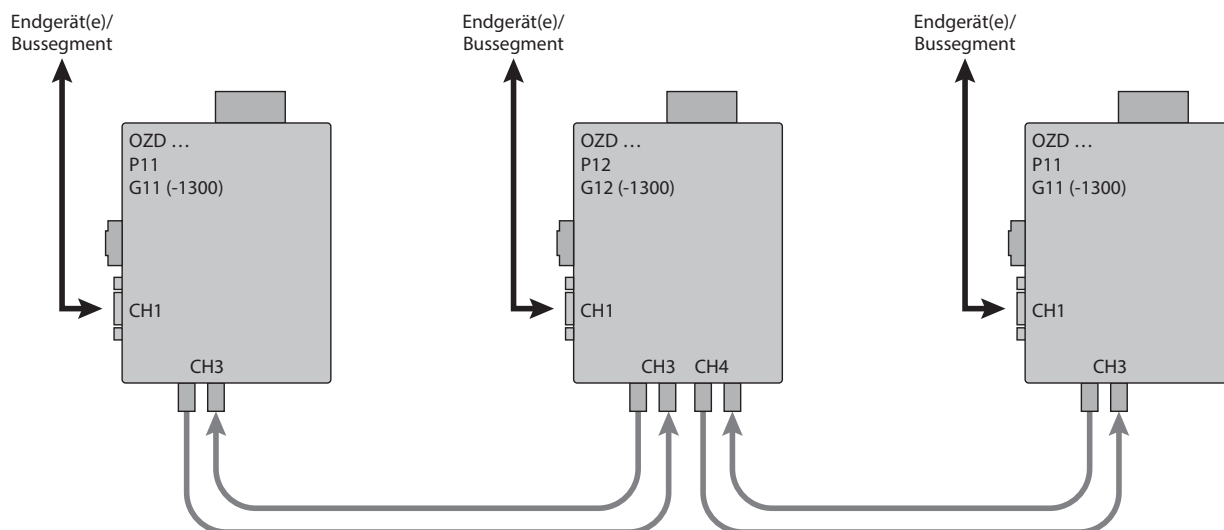 Endgerät(e)/
Bussegment
OZD …
P11
G11 (-1300)
CH1
CH3
Endgerät(e)/
Bussegment
OZD …
P12
G12 (-1300)
CH1
CH3 CH4
Endgerät(e)/
Bussegment
OZD …
P11
G11 (-1300)
CH1
CH3